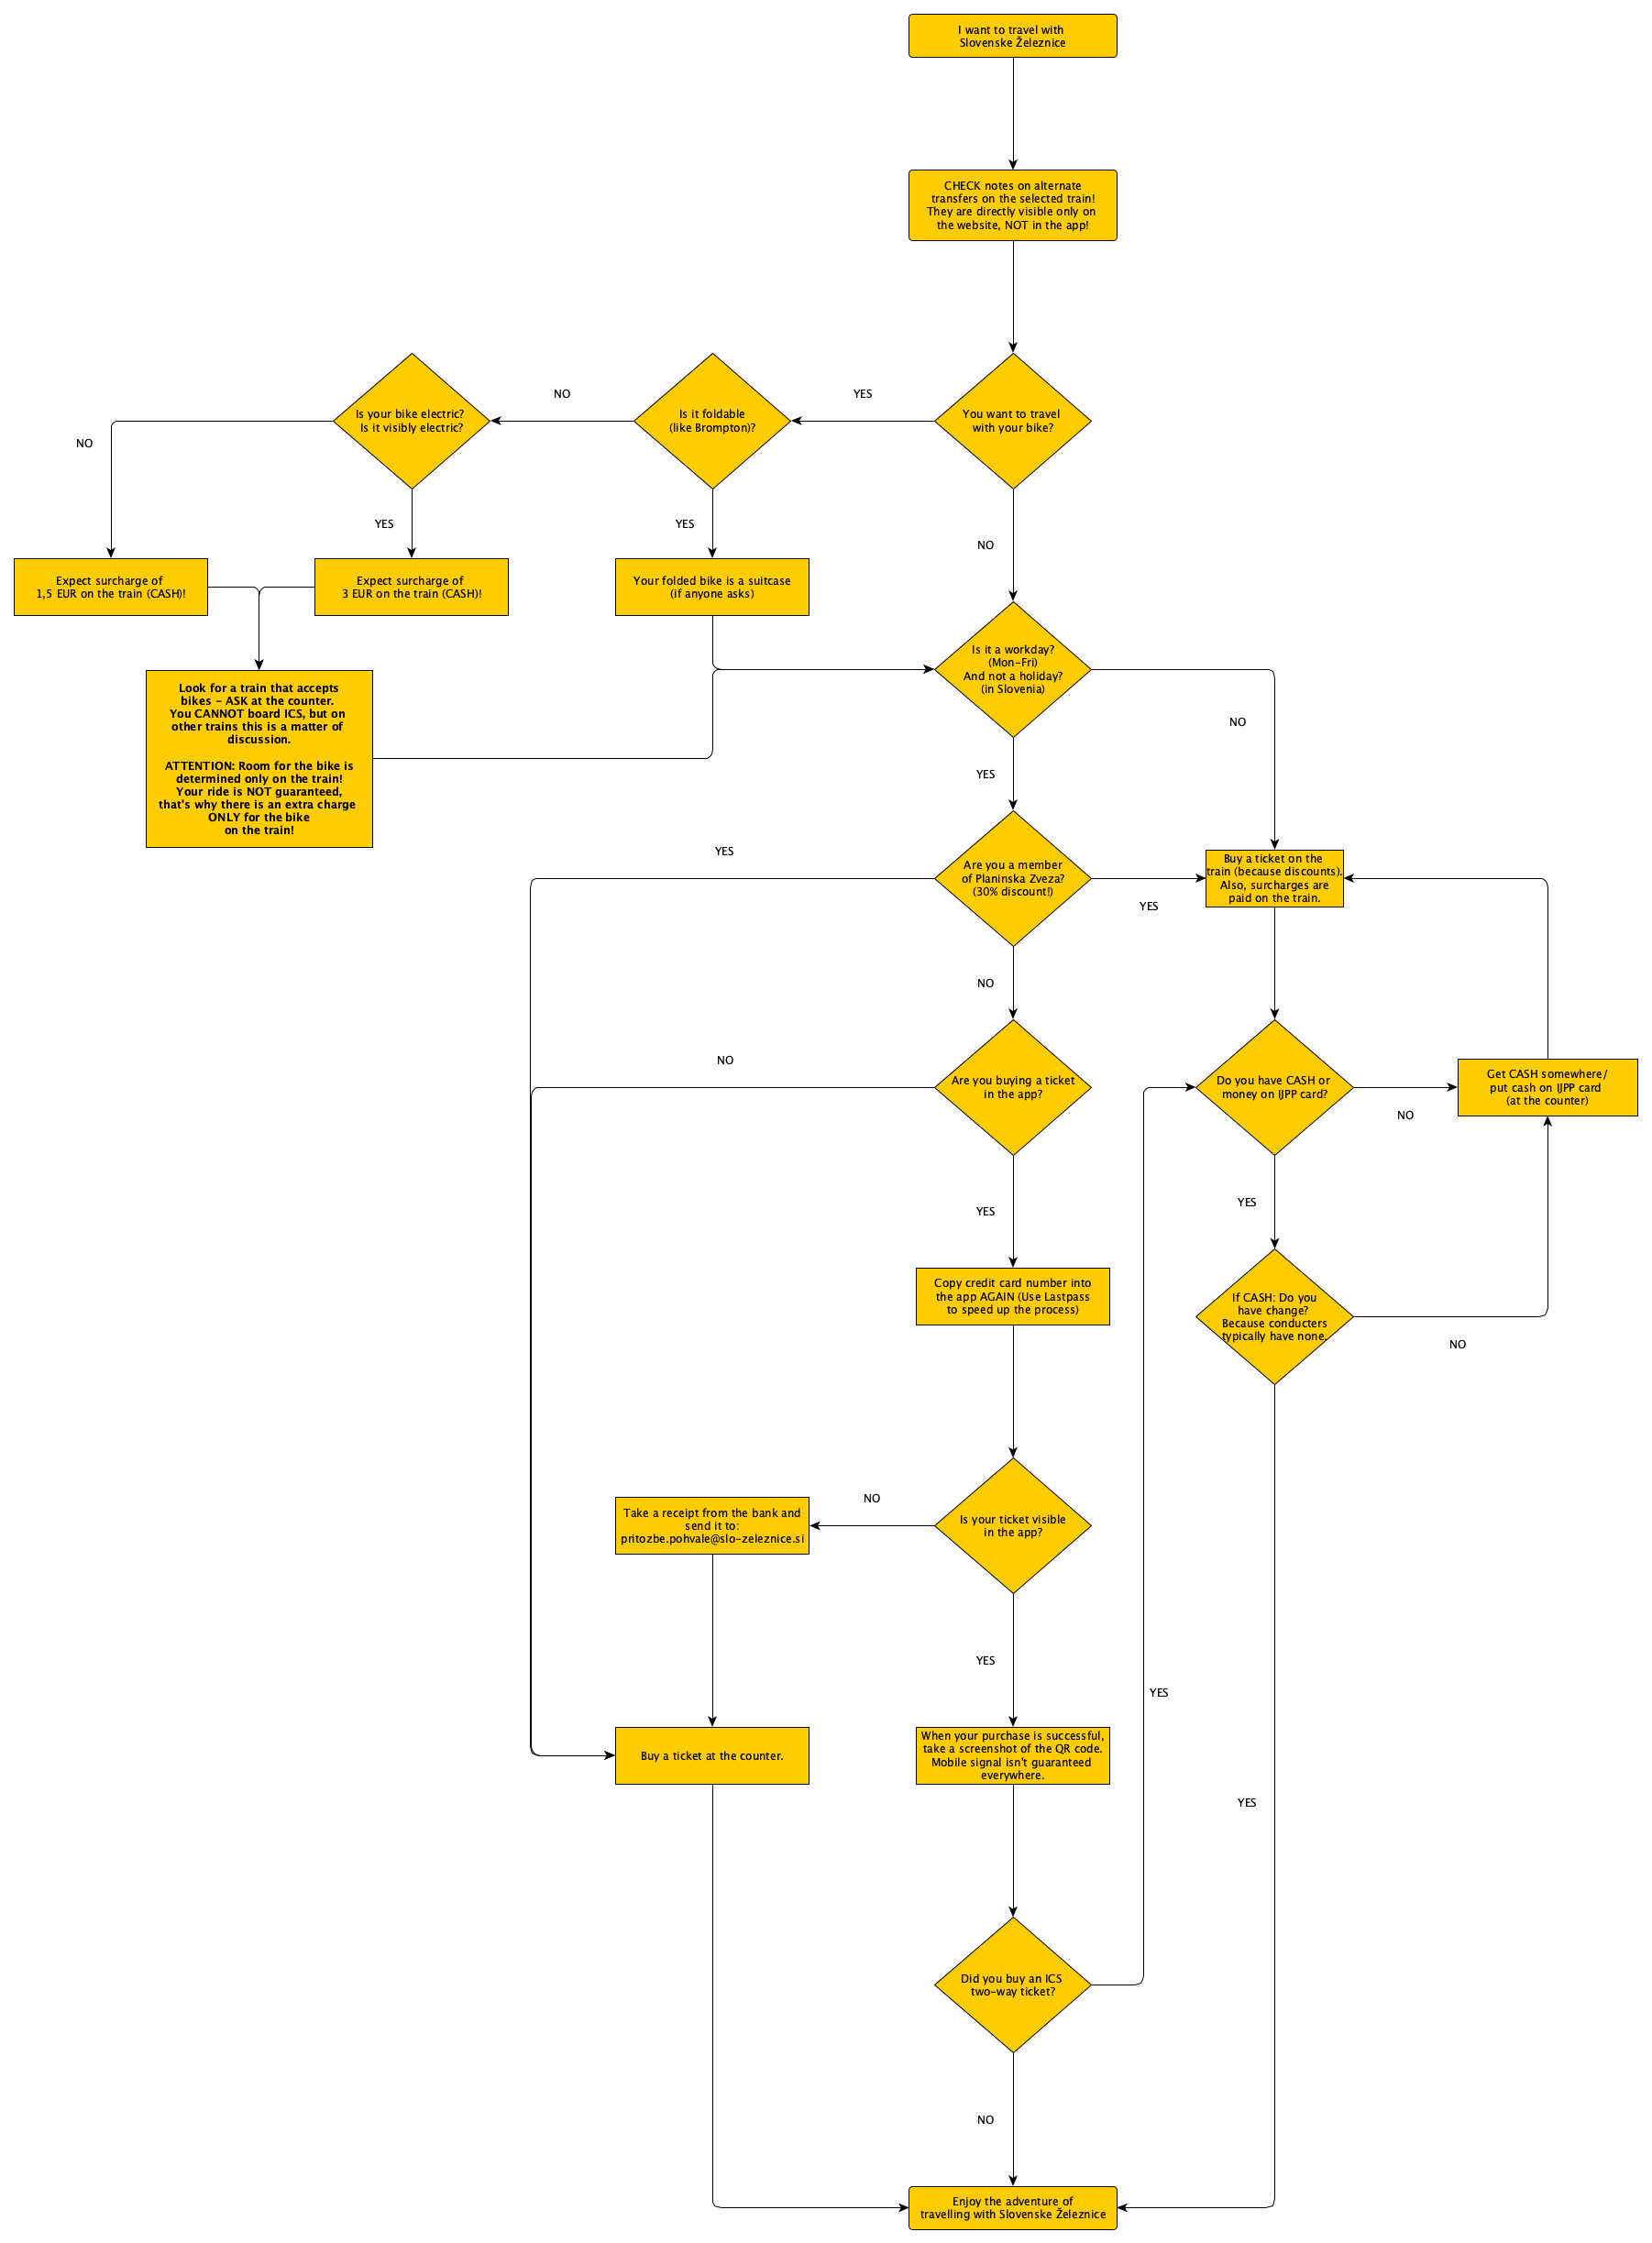 I want to travel with
Slovenske Železnice
CHECK notes on alternate
transfers on the selected train!
They are directly visible only on
the website, NOT in the app!
Is your bike electric?
Is it visibly electric?
NO
Is it foldable
(like Brompton)?
YES
You want to travel
with your bike?
NO
YES
YES
NO
Expect surcharge of
1,5 EUR on the train (CASH)!
Expect surcharge of
3 EUR on the train (CASH)!
Your folded bike is a suitcase
(if anyone asks)
Is it a workday?
(Mon-Fri)
And not a holiday?
(in Slovenia)
Look for a train that accepts
bikes - ASK at the counter.
You CANNOT board ICS, but on
other trains this is a matter of
discussion.
ATTENTION: Room for the bike is
determined only on the train!
Your ride is NOT guaranteed,
that's why there is an extra charge
ONLY for the bike
on the train!
NO
YES
YES
Are you a member
of Planinska Zveza?
(30% discount!)
YES
Buy a ticket on the
train (because discounts).
Also, surcharges are
paid on the train.
NO
NO
Are you buying a ticket
in the app?
Do you have CASH or
money on IJPP card?
NO
Get CASH somewhere/
put cash on IJPP card
(at the counter)
YES
YES
Copy credit card number into
the app AGAIN (Use Lastpass
to speed up the process)
If CASH: Do you
have change?
Because conducters
typically have none.
NO
NO
Take a receipt from the bank and
send it to:
pritozbe.pohvale@slo-zeleznice.si
Is your ticket visible
in the app?
YES
YES
Buy a ticket at the counter.
When your purchase is successful,
take a screenshot of the QR code.
Mobile signal isn't guaranteed
everywhere.
YES
Did you buy an ICS
two-way ticket?
NO
Enjoy the adventure of
travelling with Slovenske Železnice